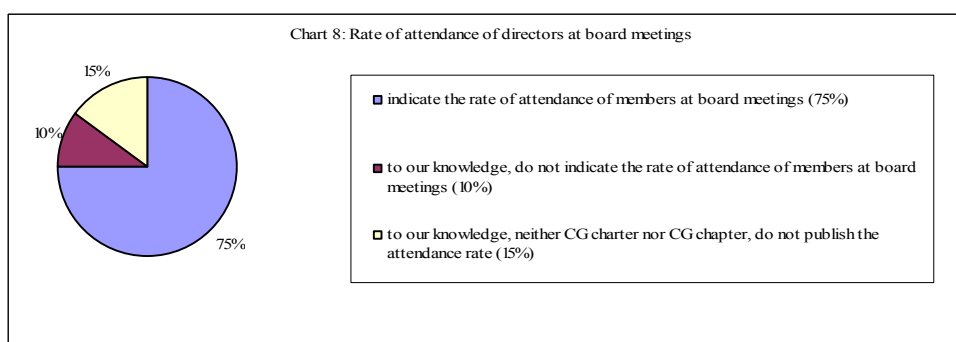 Chart 8: Rate of attendance of directors at board meetings
15%
10%
75%
indicate the rate of attendance of members at board meetings (75%)
to our knowledge, do not indicate the rate of attendance of members at board
meetings (10%)
to our knowledge, neither CG charter nor CG chapter, do not publish the
attendance rate (15%)